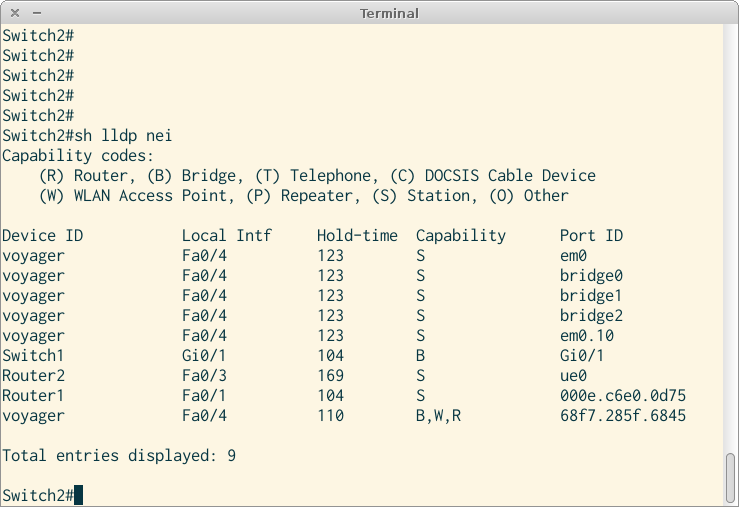 Terminal
Switch2#
Switch2#
Switch2#
Switch2#
Switch2#
Switch2#sh lldp nei
Capability codes:
    (R) Router, (B) Bridge, (T) Telephone, (C) DOCSIS Cable Device
    (W) WLAN Access Point, (P) Repeater, (S) Station, (O) Other
Device ID           Local Intf     Hold-time  Capability      Port ID
voyager             Fa0/4          123        S               em0
voyager             Fa0/4          123        S               bridge0
voyager             Fa0/4          123        S               bridge1
voyager             Fa0/4          123        S               bridge2
voyager             Fa0/4          123        S               em0.10
Switch1             Gi0/1          104        B               Gi0/1
Router2             Fa0/3          169        S               ue0
Router1             Fa0/1          104        S               000e.c6e0.0d75
voyager             Fa0/4          110        B,W,R           68f7.285f.6845
Total entries displayed: 9
Switch2#